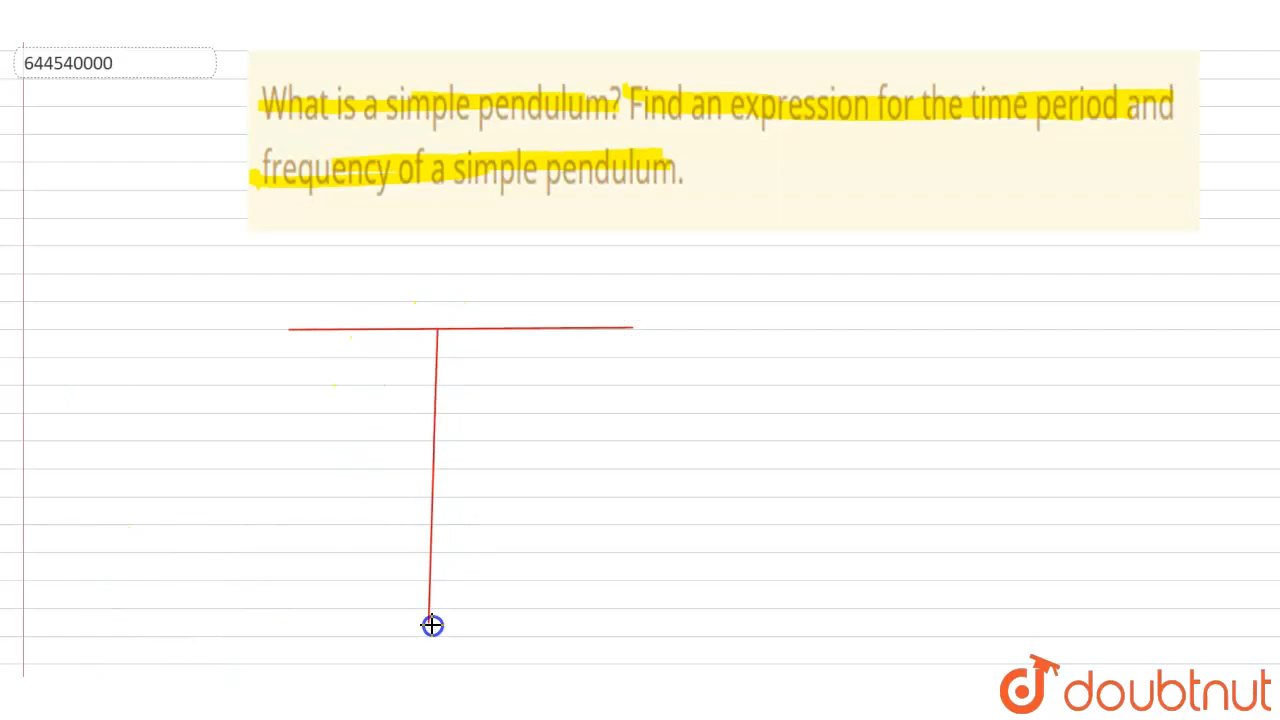 644540000
What is a simple pendulum? Find an expression for the time period and
frequency of a simple pendulum.
doubtnut